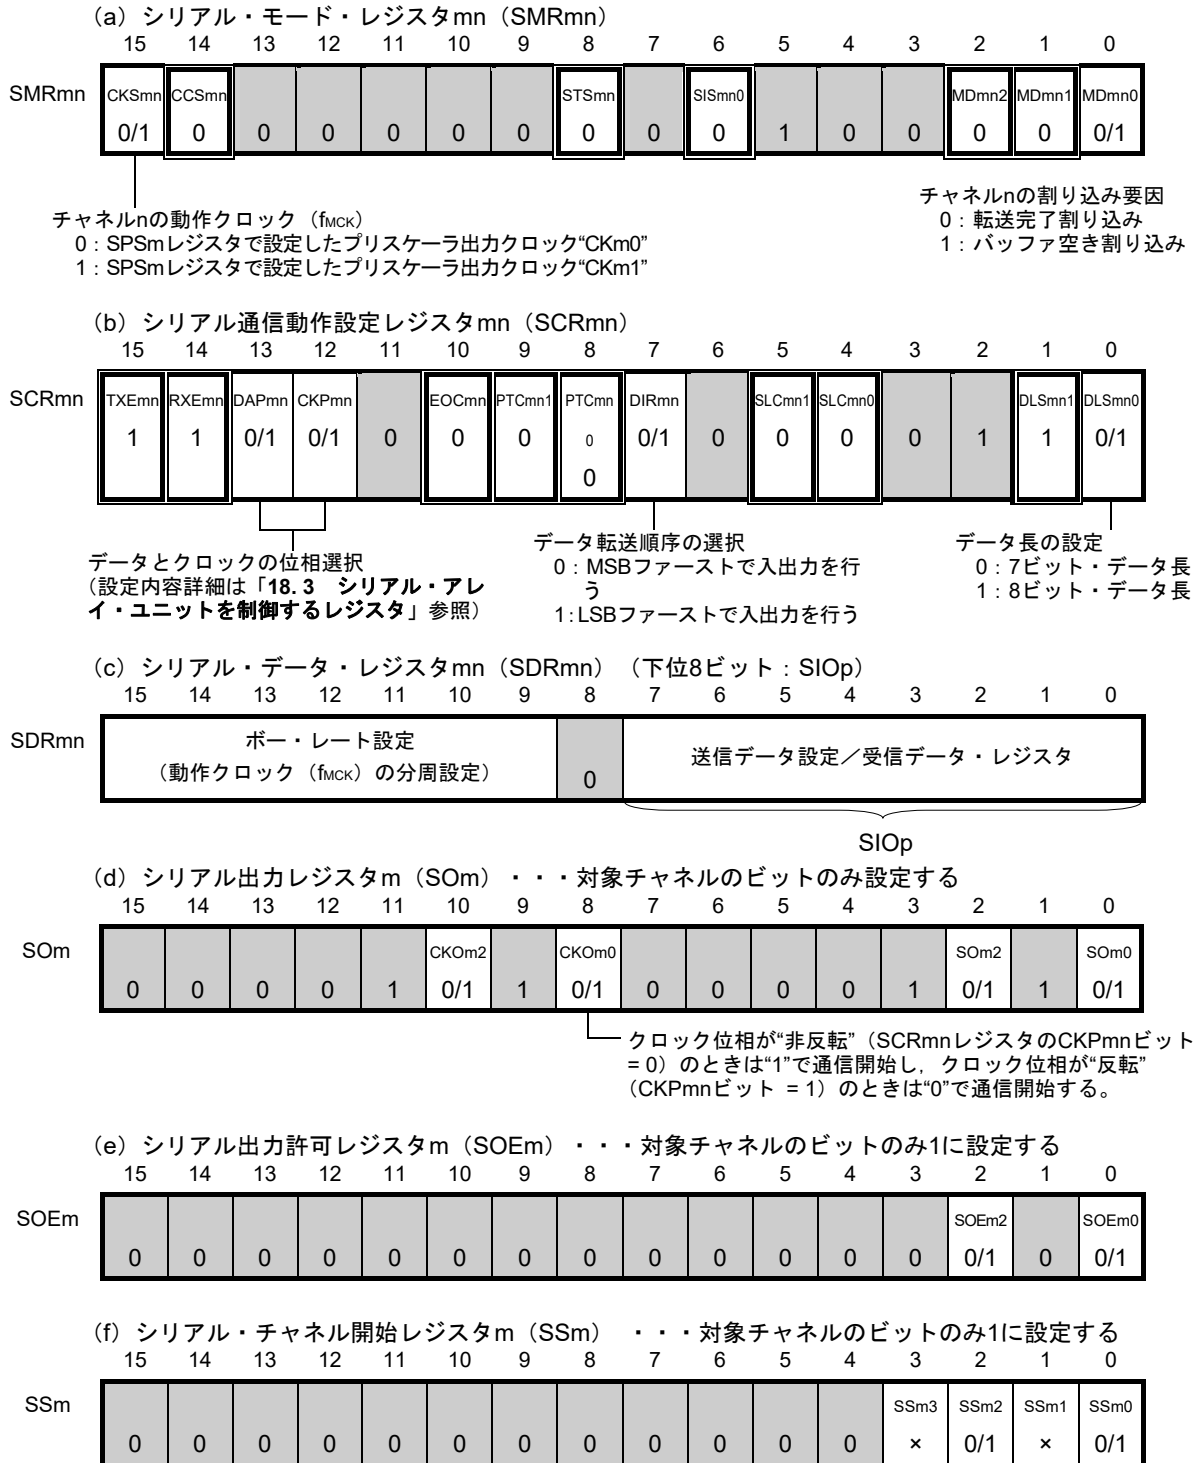 (a) シリアル・モード・レジスタmn（SMRmn）
15 14 13 12 11 10 9 8 7 6 5 4 3 2 1 0
SMRmn CKSmn CCSmn STSmn SISmn0 MDmn2 MDmn1 MDmn0
0/1 0 0 0 0 0 0 0 0 0 1 0 0 0 0 0/1
チャネルnの動作クロック（fMCK）
0：SPSmレジスタで設定したプリスケーラ出力クロック“CKm0”
1：SPSmレジスタで設定したプリスケーラ出力クロック“CKm1”
チャネルnの割り込み要因
0：転送完了割り込み
1：バッファ空き割り込み
(b) シリアル通信動作設定レジスタmn（SCRmn）
15 14 13 12 11 10 9 8 7 6 5 4 3 2 1 0
SCRmn TXEmn RXEmn DAPmn CKPmn EOCmn PTCmn1 PTCmn DIRmn SLCmn1 SLCmn0 DLSmn1 DLSmn0
1 1 0/1 0/1 0 0 0 0 0/1 0 0 0 0 1 1 0/1
0
データとクロックの位相選択
（設定内容詳細は「18. 3 シリアル・アレ
イ・ユニットを制御するレジスタ」参照）
データ転送順序の選択
0：MSBファーストで入出力を行
う
1：LSBファーストで入出力を行う
データ長の設定
0：7ビット・データ長
1：8ビット・データ長
(c) シリアル・データ・レジスタmn（SDRmn）（下位8ビット：SIOp）
15 14 13 12 11 10 9 8 7 6 5 4 3 2 1 0
SDRmn ボー・レート設定
（動作クロック（fMCK）の分周設定）
0
送信データ設定／受信データ・レジスタ
SIOp
(d) シリアル出力レジスタm（SOm）・・・対象チャネルのビットのみ設定する
15 14 13 12 11 10 9 8 7 6 5 4 3 2 1 0
SOm CKOm2 CKOm0 SOm2 SOm0
0 0 0 0 1 0/1 1 0/1 0 0 0 0 1 0/1 1 0/1
クロック位相が“非反転”（SCRmnレジスタのCKPmnビット
= 0）のときは“1”で通信開始し，クロック位相が“反転”
（CKPmnビット = 1）のときは“0”で通信開始する。
(e) シリアル出力許可レジスタm（SOEm）・・・対象チャネルのビットのみ1に設定する
15 14 13 12 11 10 9 8 7 6 5 4 3 2 1 0
SOEm SOEm2 SOEm0
0 0 0 0 0 0 0 0 0 0 0 0 0 0/1 0 0/1
(f) シリアル・チャネル開始レジスタm（SSm） ・・・対象チャネルのビットのみ1に設定する
15 14 13 12 11 10 9 8 7 6 5 4 3 2 1 0
SSm SSm3 SSm2 SSm1 SSm0
0 0 0 0 0 0 0 0 0 0 0 0 × 0/1 × 0/1